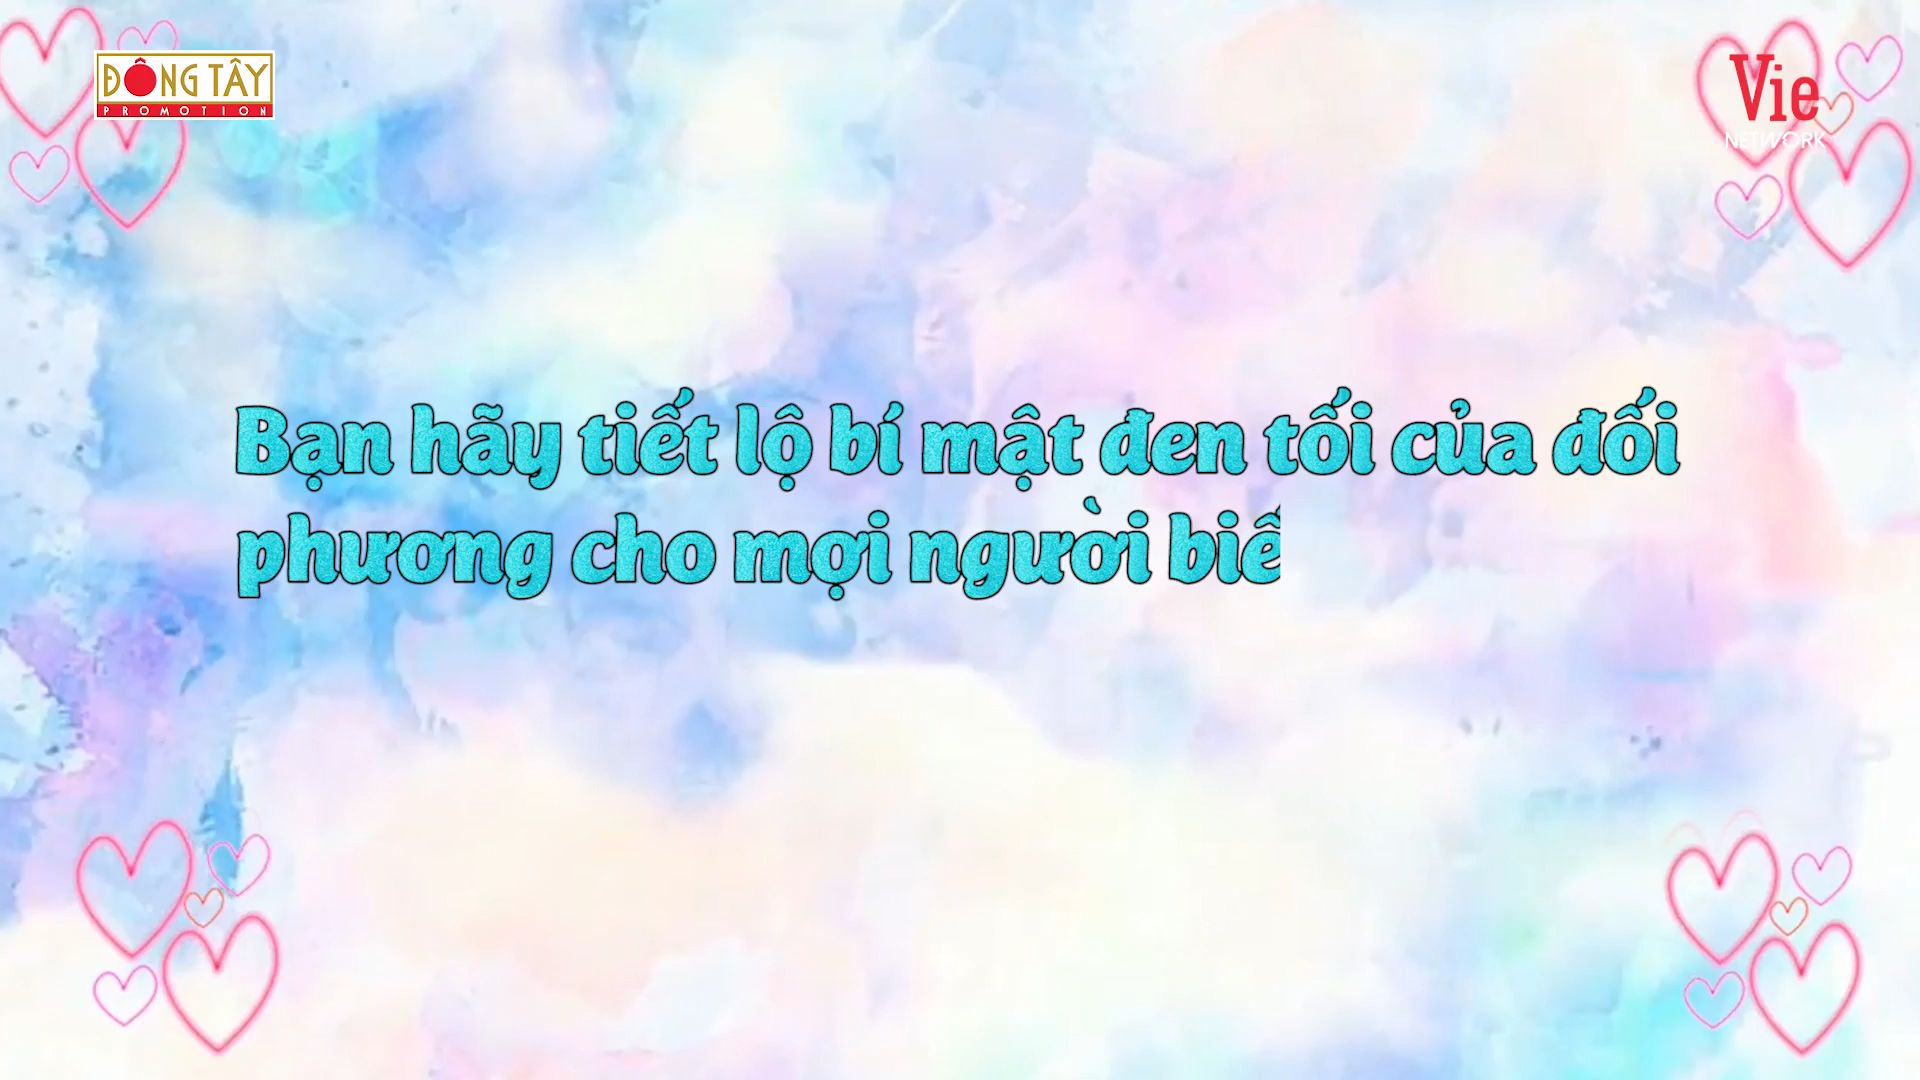 ĐÔNG TÂY
PROMOTION
Vie
NETWORK
Bạn hãy tiết lộ bí mật đen tối của đối
phương cho mọi người biế